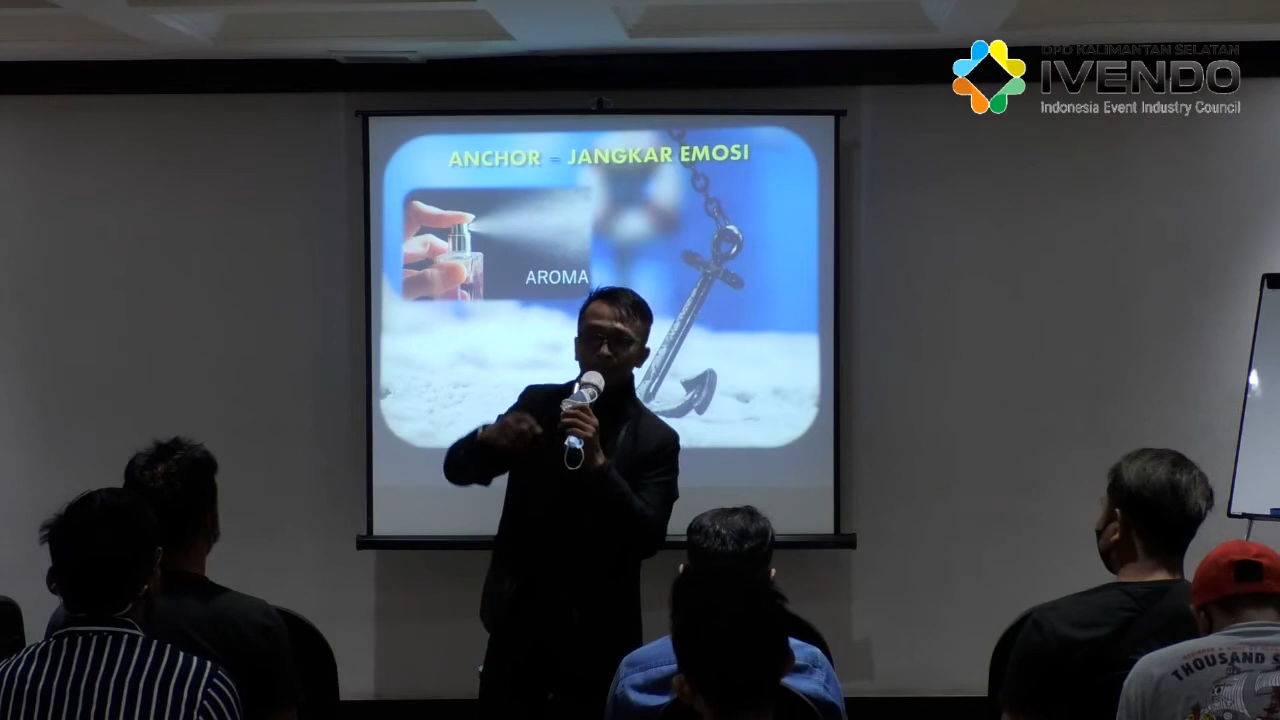 DPD KALIMANTAN SELATAN
IVENDO
Indonesia Event Industry Council
ANCHOR = JANGKAR EMOSI
AROMA
THOUSAND S